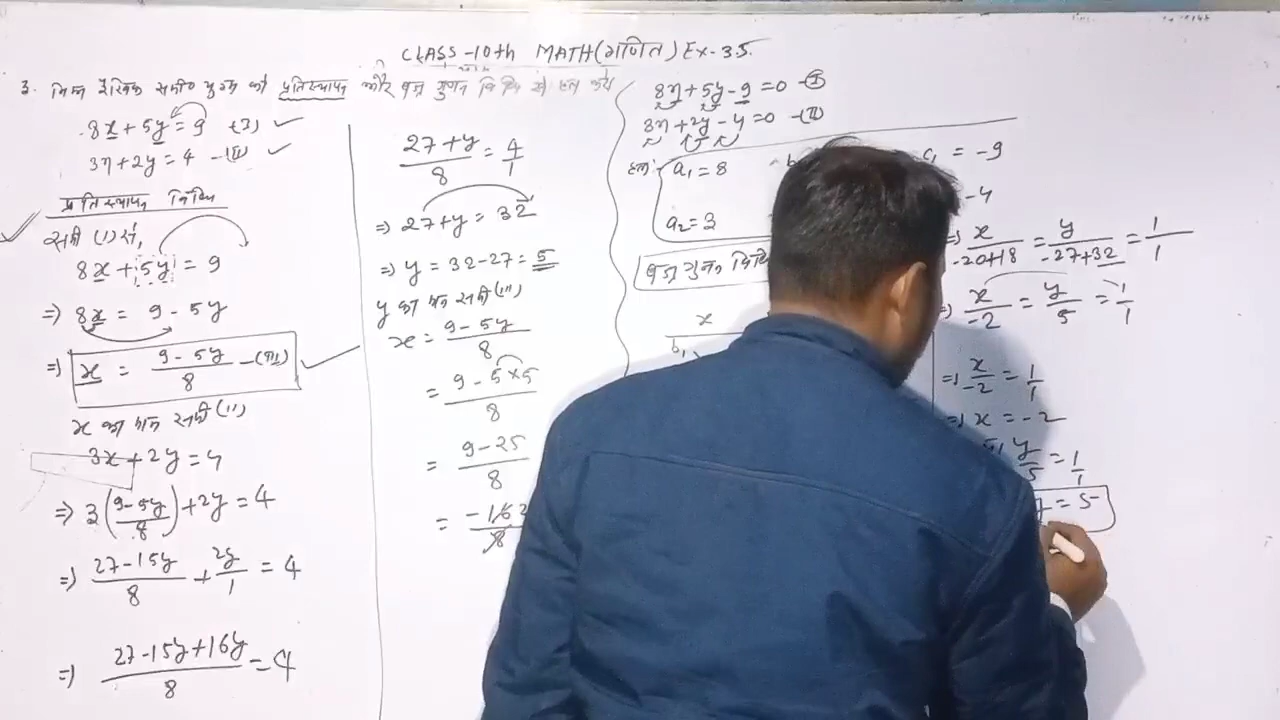 CLASS-10th MATH(गणित) Ex-3.5
3. निम्न रैखिक समी० युग्म को प्रतिस्थापन और वज्र गुणन विधि से हल करें
8x + 5y = 9
3x + 2y = 4 -(II)
प्रतिस्थापन विधि
समी (i) से,
8x + 5y = 9
⇒ 8x = 9 - 5y
⇒ x = (9 - 5y)/8 -(III)
x का मान समी (ii)
3x + 2y = 4
⇒ 3((9-5y)/8) + 2y = 4
⇒ (27-15y)/8 + 2y/1 = 4
⇒ (27-15y+16y)/8 = 4
(27+y)/8 = 4/1
⇒ 27+y = 32
⇒ y = 32-27 = 5
y का मान समी (iii)
x = (9-5y)/8
= (9-5×5)/8
= (9-25)/8
= -16/8
8x + 5y - 9 = 0 -(I)
3x + 2y - 4 = 0 -(II)
हल:
a₁ = 8 c₁ = -9
a₂ = 3 -4
वज्र गुणन विधि
x
b₁
⇒ x/(-20+18) = y/(-27+32) = 1/1
x/-2 = y/5 = 1/1
⇒ x/-2 = 1/1
⇒ x = -2
y/5 = 1/1
y = 5